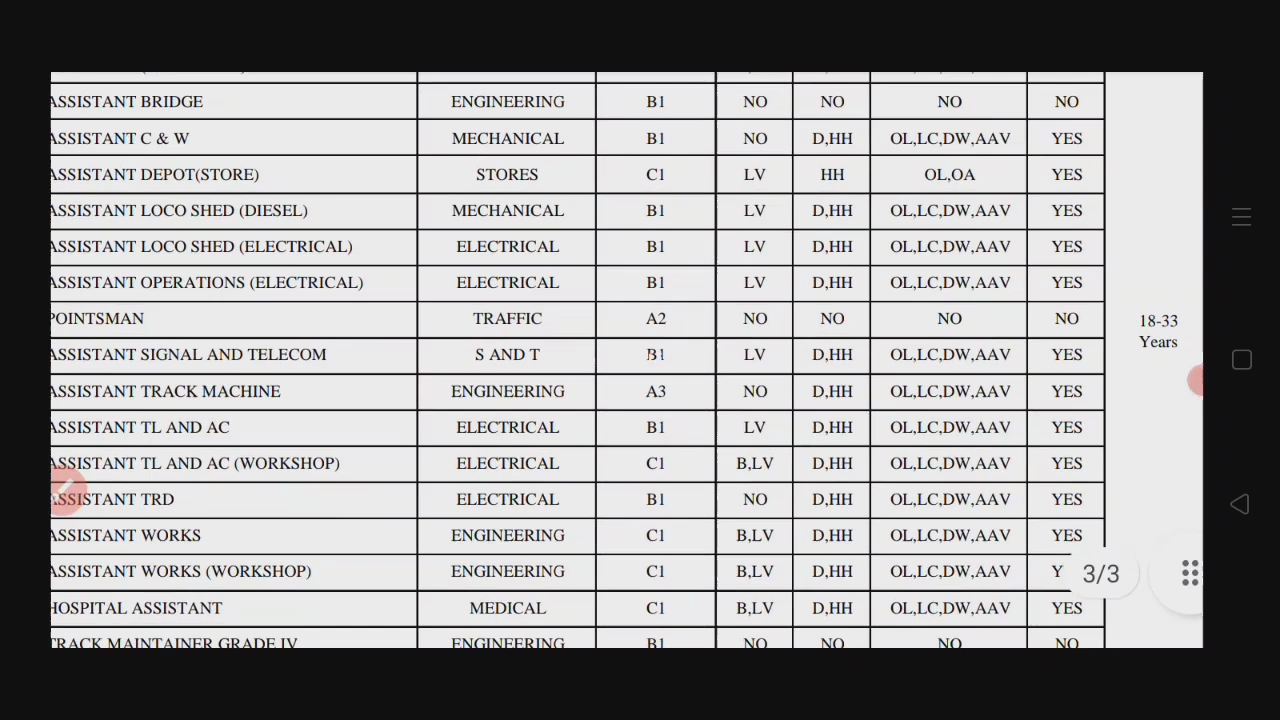 ASSISTANT BRIDGE ENGINEERING B1 NO NO NO NO
ASSISTANT C & W MECHANICAL B1 NO D,HH OL,LC,DW,AAV YES
ASSISTANT DEPOT(STORE) STORES C1 LV HH OL,OA YES
ASSISTANT LOCO SHED (DIESEL) MECHANICAL B1 LV D,HH OL,LC,DW,AAV YES
ASSISTANT LOCO SHED (ELECTRICAL) ELECTRICAL B1 LV D,HH OL,LC,DW,AAV YES
ASSISTANT OPERATIONS (ELECTRICAL) ELECTRICAL B1 LV D,HH OL,LC,DW,AAV YES
POINTSMAN TRAFFIC A2 NO NO NO NO
18-33
Years
ASSISTANT SIGNAL AND TELECOM S AND T B1 LV D,HH OL,LC,DW,AAV YES
ASSISTANT TRACK MACHINE ENGINEERING A3 NO D,HH OL,LC,DW,AAV YES
ASSISTANT TL AND AC ELECTRICAL B1 LV D,HH OL,LC,DW,AAV YES
ASSISTANT TL AND AC (WORKSHOP) ELECTRICAL C1 B,LV D,HH OL,LC,DW,AAV YES
ASSISTANT TRD ELECTRICAL B1 NO D,HH OL,LC,DW,AAV YES
ASSISTANT WORKS ENGINEERING C1 B,LV D,HH OL,LC,DW,AAV YES
ASSISTANT WORKS (WORKSHOP) ENGINEERING C1 B,LV D,HH OL,LC,DW,AAV Y
3/3
HOSPITAL ASSISTANT MEDICAL C1 B,LV D,HH OL,LC,DW,AAV YES
TRACK MAINTAINER GRADE IV ENGINEERING B1 NO NO NO NO